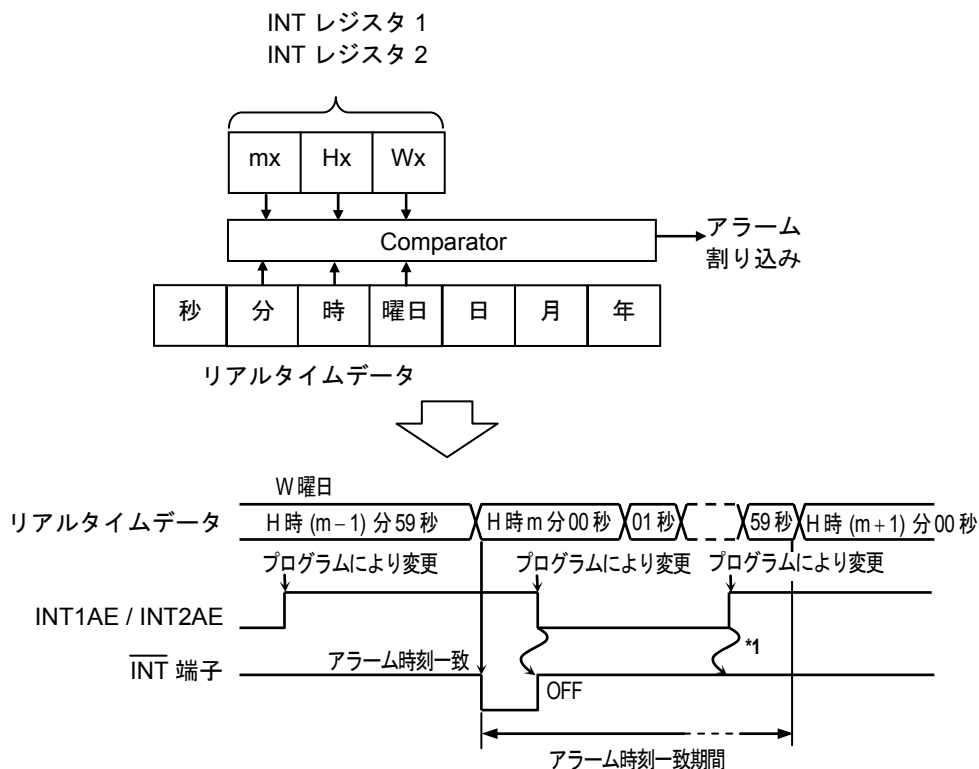 INT レジスタ 1
INT レジスタ 2
mx Hx Wx
Comparator
アラーム
割り込み
秒 分 時 曜日 日 月 年
リアルタイムデータ
W 曜日
リアルタイムデータ H 時 (m − 1) 分 59 秒 H 時 m 分 00 秒 01 秒 59 秒 H 時 (m + 1) 分 00 秒
プログラムにより変更 プログラムにより変更 プログラムにより変更
INT1AE / INT2AE
*1
INT 端子 アラーム時刻一致
OFF
アラーム時刻一致期間